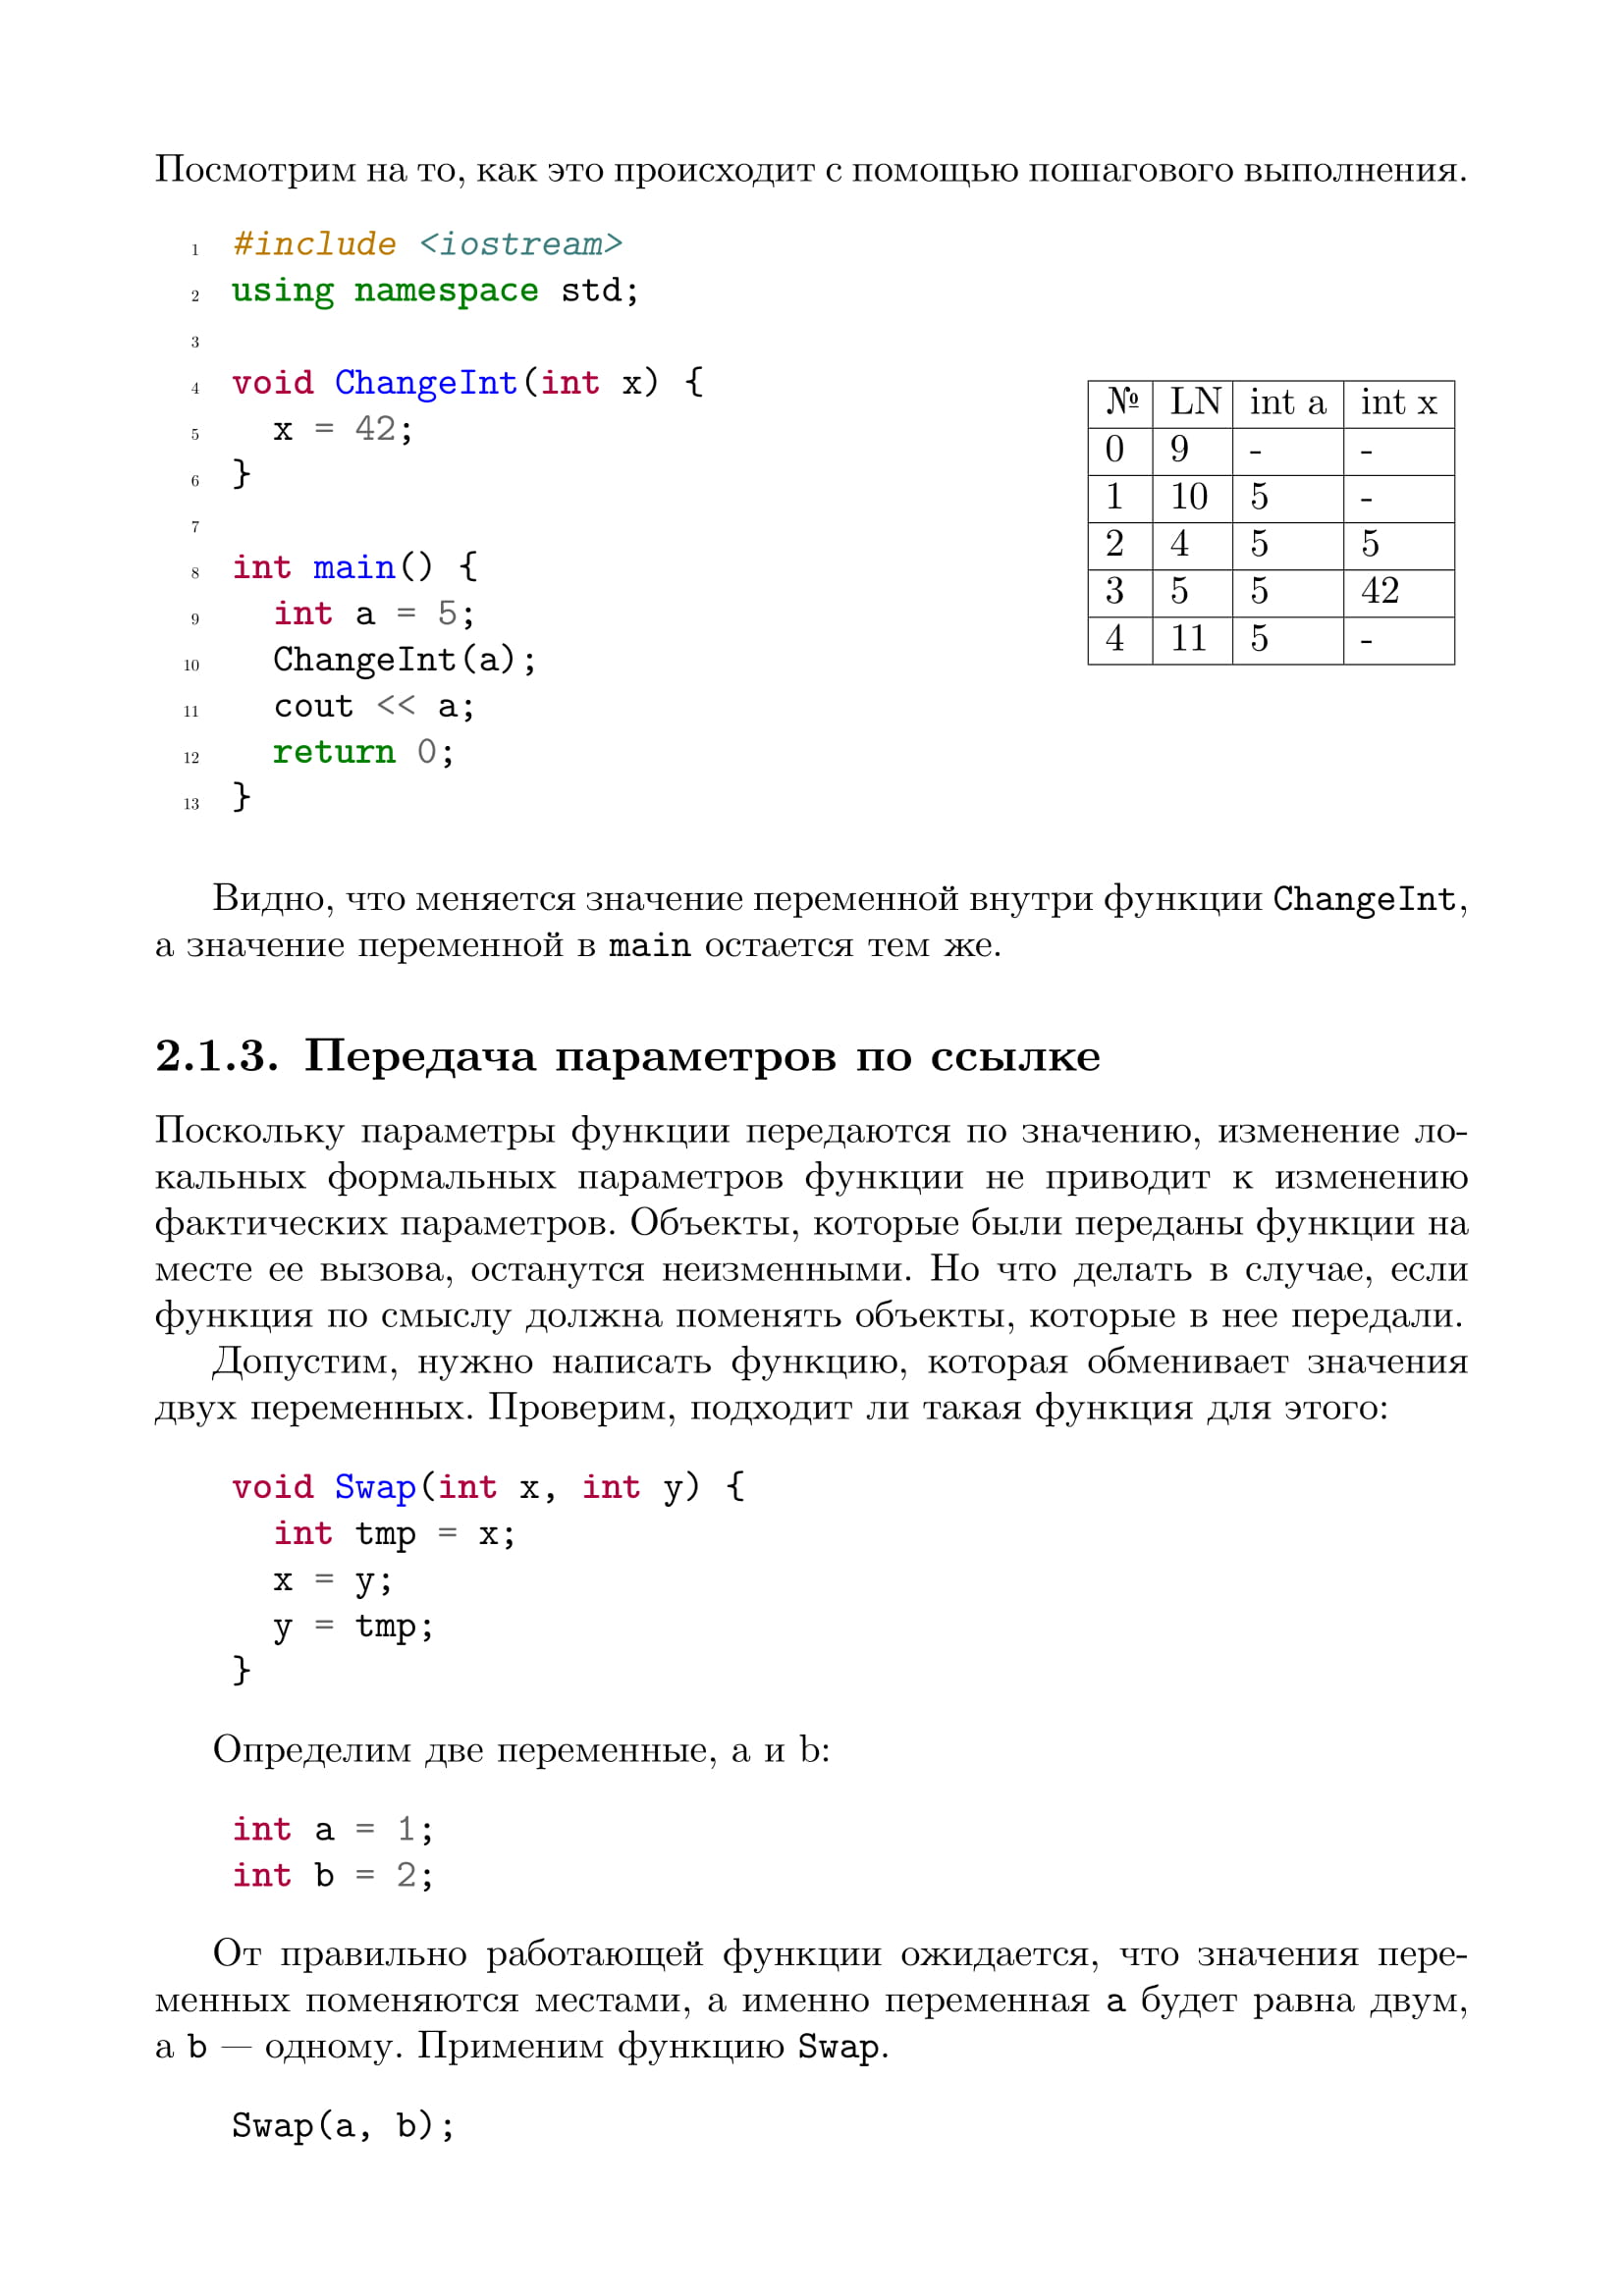 Посмотрим на то, как это происходит с помощью пошагового выполнения.
1 #include <iostream>
2 using namespace std;
3
4 void ChangeInt(int x) {
5   x = 42;
6 }
7
8 int main() {
9   int a = 5;
10   ChangeInt(a);
11   cout << a;
12   return 0;
13 }
№ LN int a int x
0 9 - -
1 10 5 -
2 4 5 5
3 5 5 42
4 11 5 -
Видно, что меняется значение переменной внутри функции ChangeInt,
а значение переменной в main остается тем же.
2.1.3. Передача параметров по ссылке
Поскольку параметры функции передаются по значению, изменение ло-
кальных формальных параметров функции не приводит к изменению
фактических параметров. Объекты, которые были переданы функции на
месте ее вызова, останутся неизменными. Но что делать в случае, если
функция по смыслу должна поменять объекты, которые в нее передали.
Допустим, нужно написать функцию, которая обменивает значения
двух переменных. Проверим, подходит ли такая функция для этого:
void Swap(int x, int y) {
  int tmp = x;
  x = y;
  y = tmp;
}
Определим две переменные, a и b:
int a = 1;
int b = 2;
От правильно работающей функции ожидается, что значения пере-
менных поменяются местами, а именно переменная a будет равна двум,
а b — одному. Применим функцию Swap.
Swap(a, b);